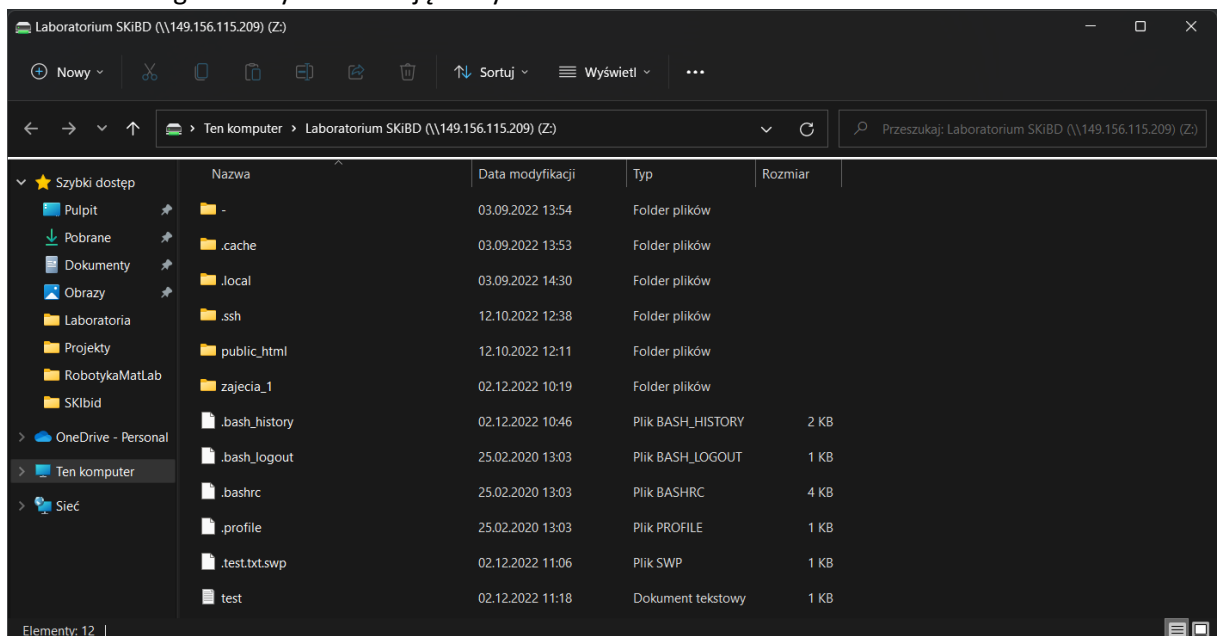 Laboratorium SKiBD (\\149.156.115.209) (Z:)
Nowy
Sortuj
Wyświetl
Ten komputer > Laboratorium SKiBD (\\149.156.115.209) (Z:)
Przeszukaj: Laboratorium SKiBD (\\149.156.115.209) (Z:)
Szybki dostęp
Pulpit
Pobrane
Dokumenty
Obrazy
Laboratoria
Projekty
RobotykaMatLab
SKIbid
OneDrive - Personal
Ten komputer
Sieć
Nazwa Data modyfikacji Typ Rozmiar
- 03.09.2022 13:54 Folder plików
.cache 03.09.2022 13:53 Folder plików
.local 03.09.2022 14:30 Folder plików
.ssh 12.10.2022 12:38 Folder plików
public_html 12.10.2022 12:11 Folder plików
zajecia_1 02.12.2022 10:19 Folder plików
.bash_history 02.12.2022 10:46 Plik BASH_HISTORY 2 KB
.bash_logout 25.02.2020 13:03 Plik BASH_LOGOUT 1 KB
.bashrc 25.02.2020 13:03 Plik BASHRC 4 KB
.profile 25.02.2020 13:03 Plik PROFILE 1 KB
.test.txt.swp 02.12.2022 11:06 Plik SWP 1 KB
test 02.12.2022 11:18 Dokument tekstowy 1 KB
Elementy: 12